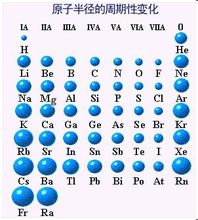 原子半径的周期性变化
IA IIA IIIA IVA VA VIA VIIA 0
H He
Li Be B C N O F Ne
Na Mg Al Si P S Cl Ar
K Ca Ga Ge As Se Br Kr
Rb Sr In Sn Sb Te I Xe
Cs Ba Tl Pb Bi Po At Rn
Fr Ra